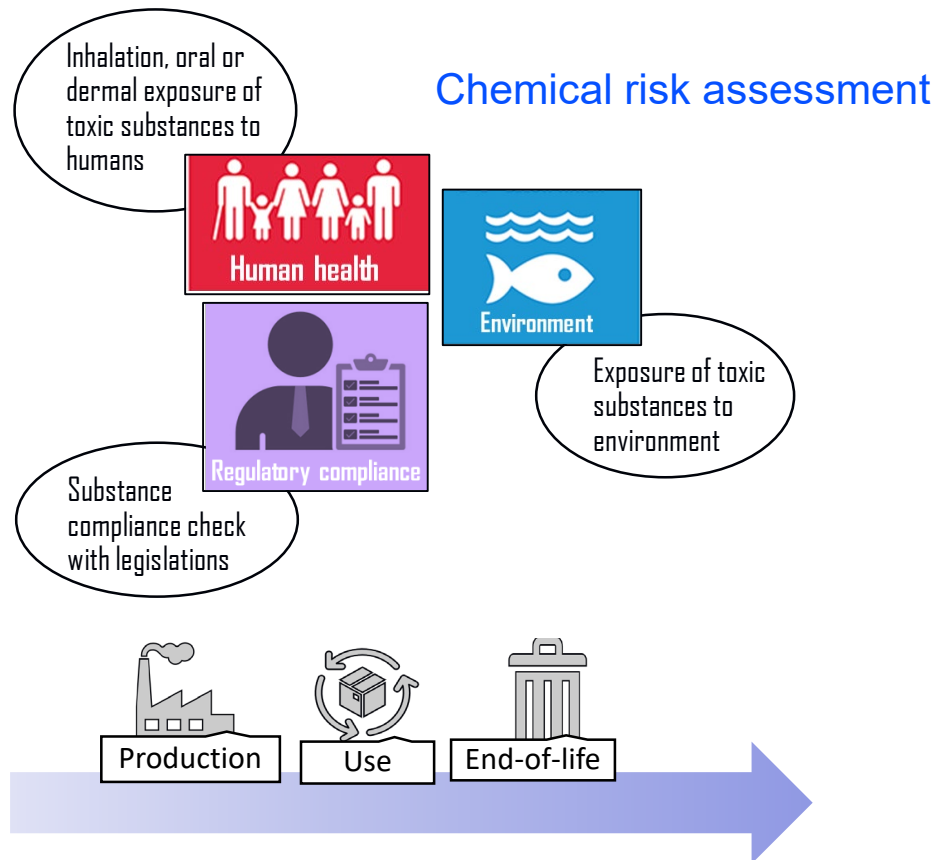 Chemical risk assessment
Inhalation, oral or
dermal exposure of
toxic substances to
humans
Human health
Environment
Exposure of toxic
substances to
environment
Regulatory compliance
Substance
compliance check
with legislations
Production
Use
End-of-life